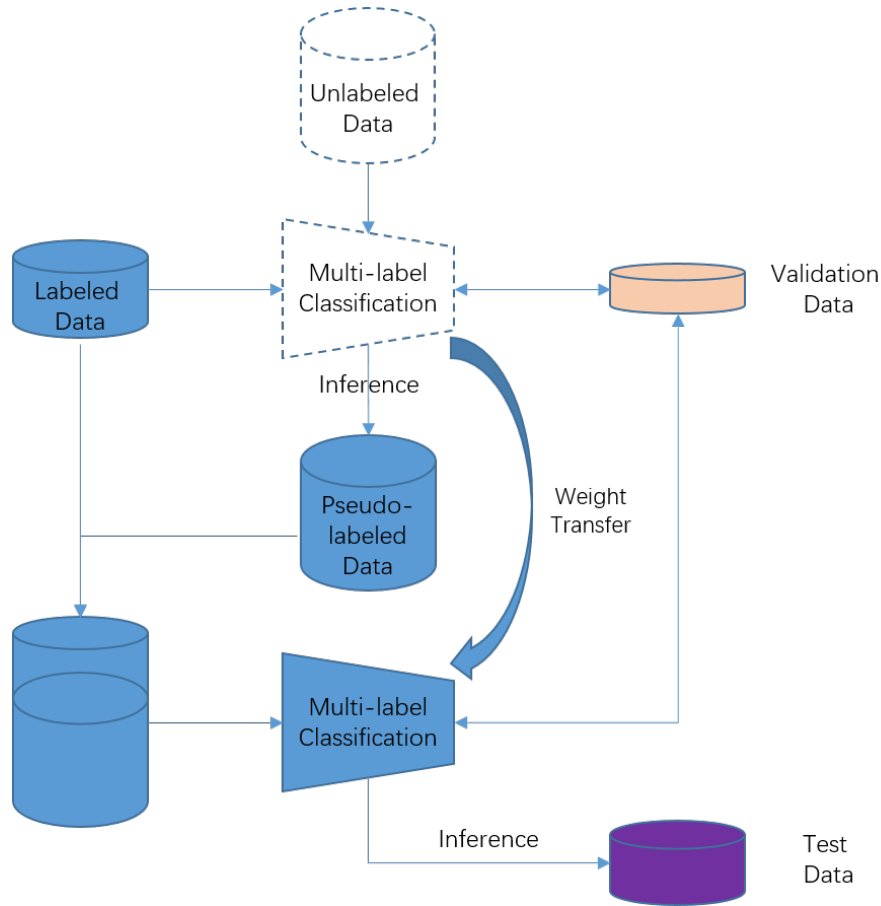 Unlabeled
Data
Labeled
Data
Multi-label
Classification
Validation
Data
Inference
Pseudo-
labeled
Data
Weight
Transfer
Multi-label
Classification
Inference
Test
Data